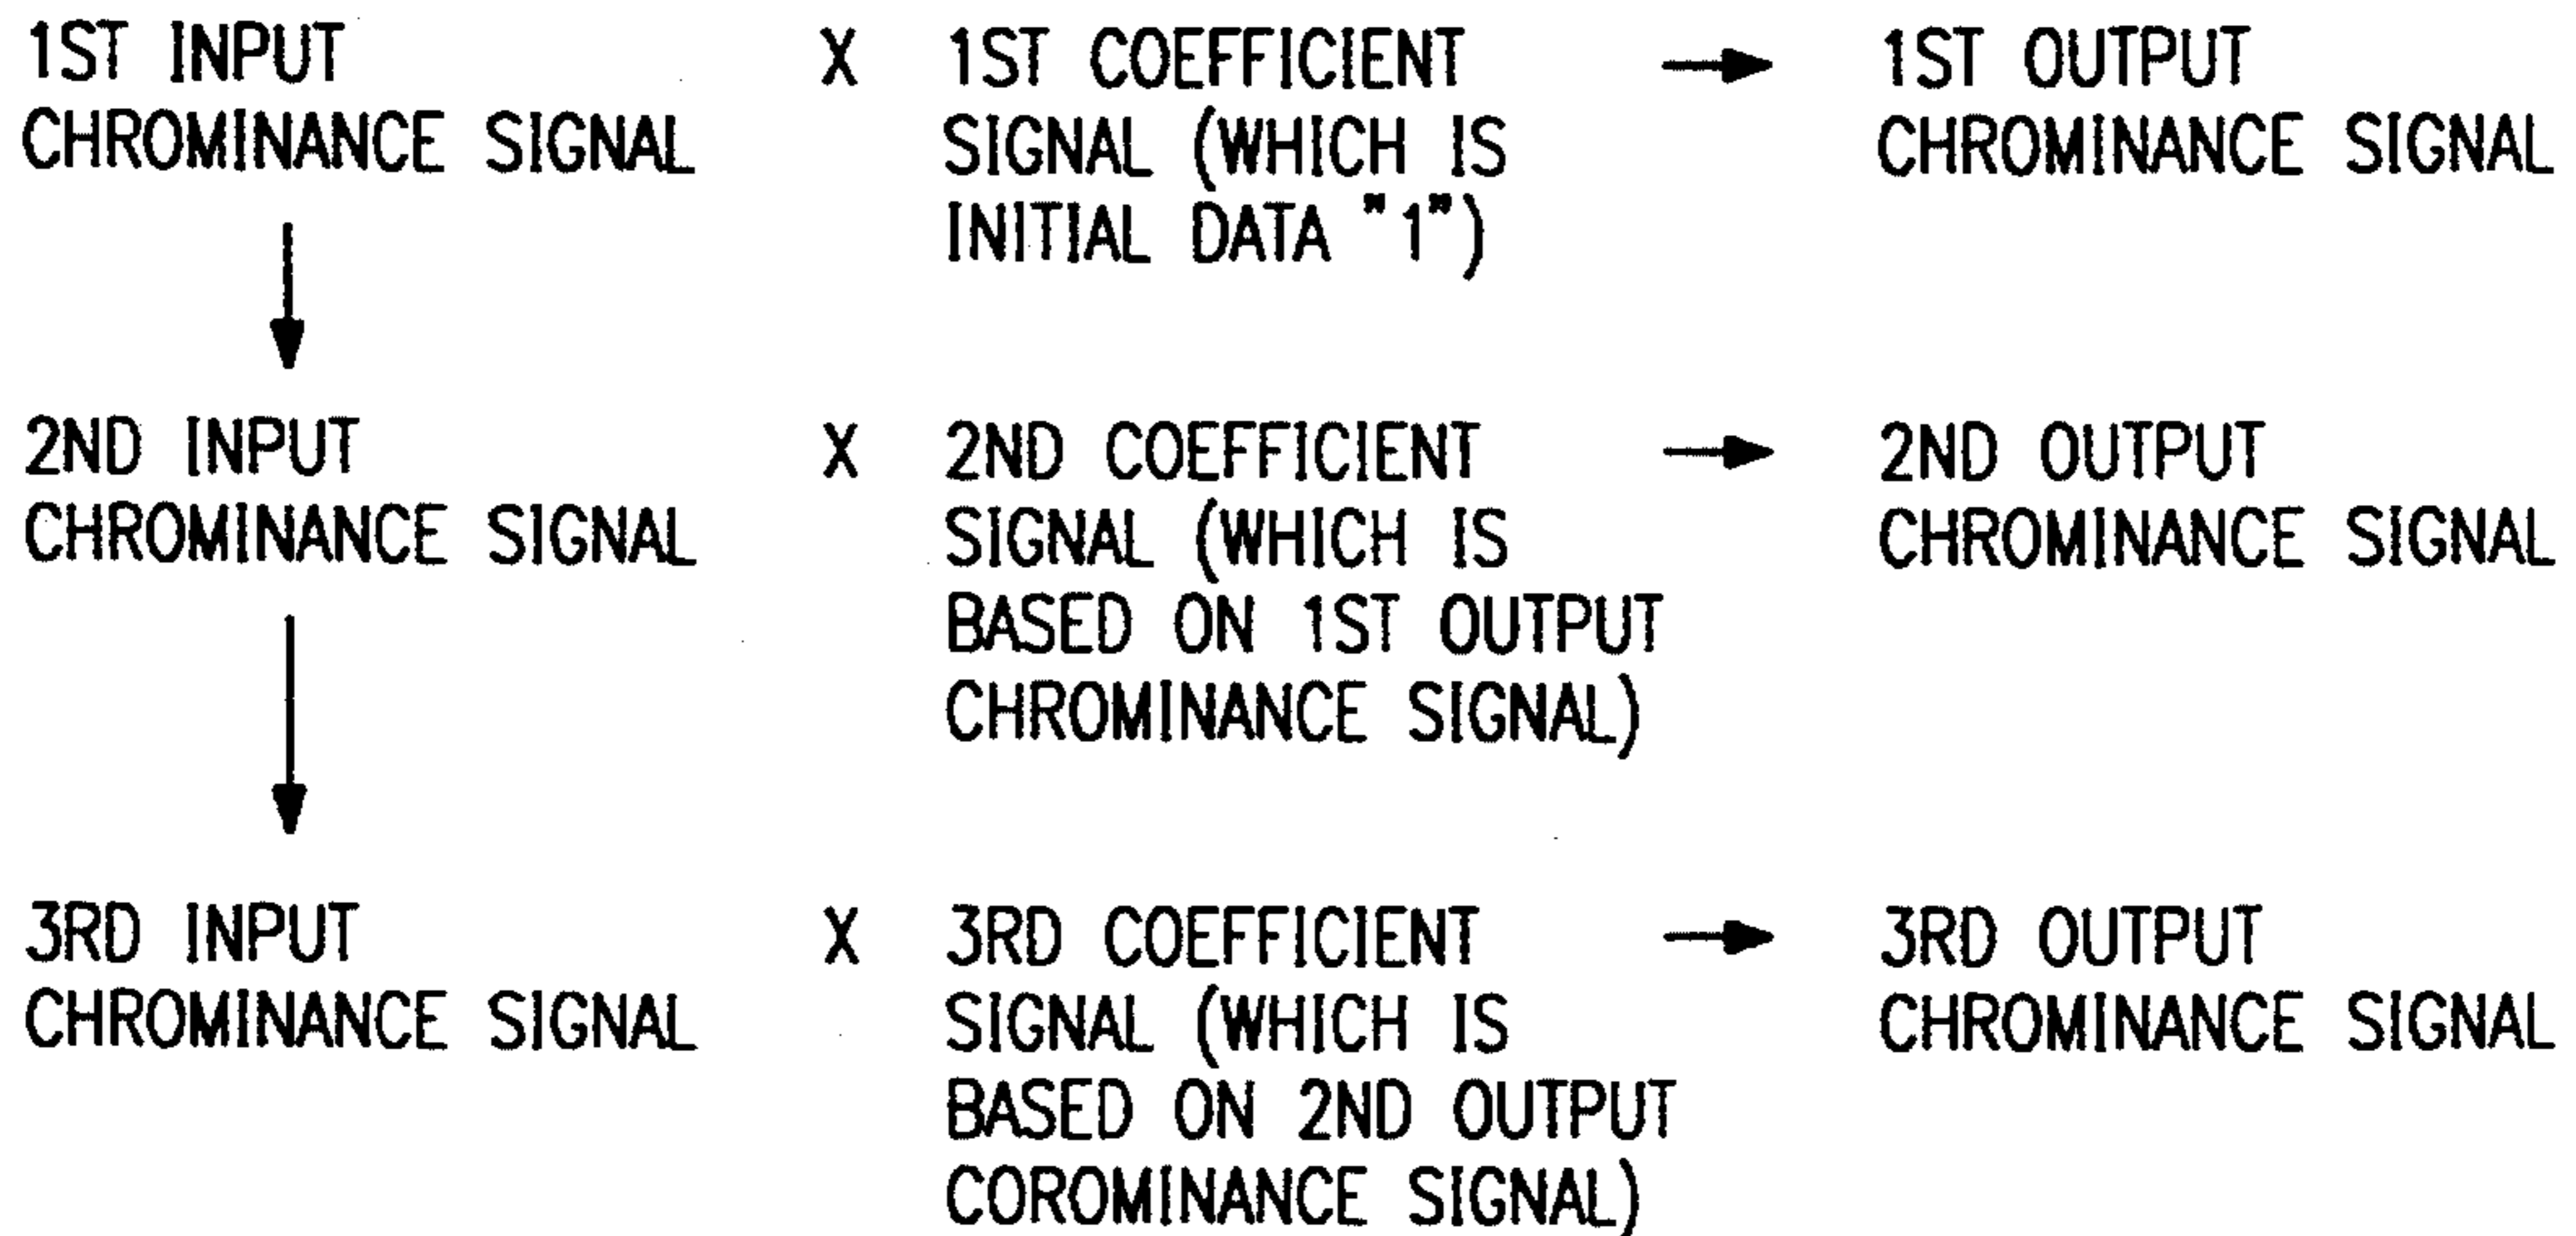 1ST INPUT
CHROMINANCE SIGNAL
X
1ST COEFFICIENT
SIGNAL (WHICH IS
INITIAL DATA "1")
1ST OUTPUT
CHROMINANCE SIGNAL
2ND INPUT
CHROMINANCE SIGNAL
X
2ND COEFFICIENT
SIGNAL (WHICH IS
BASED ON 1ST OUTPUT
CHROMINANCE SIGNAL)
2ND OUTPUT
CHROMINANCE SIGNAL
3RD INPUT
CHROMINANCE SIGNAL
X
3RD COEFFICIENT
SIGNAL (WHICH IS
BASED ON 2ND OUTPUT
COROMINANCE SIGNAL)
3RD OUTPUT
CHROMINANCE SIGNAL